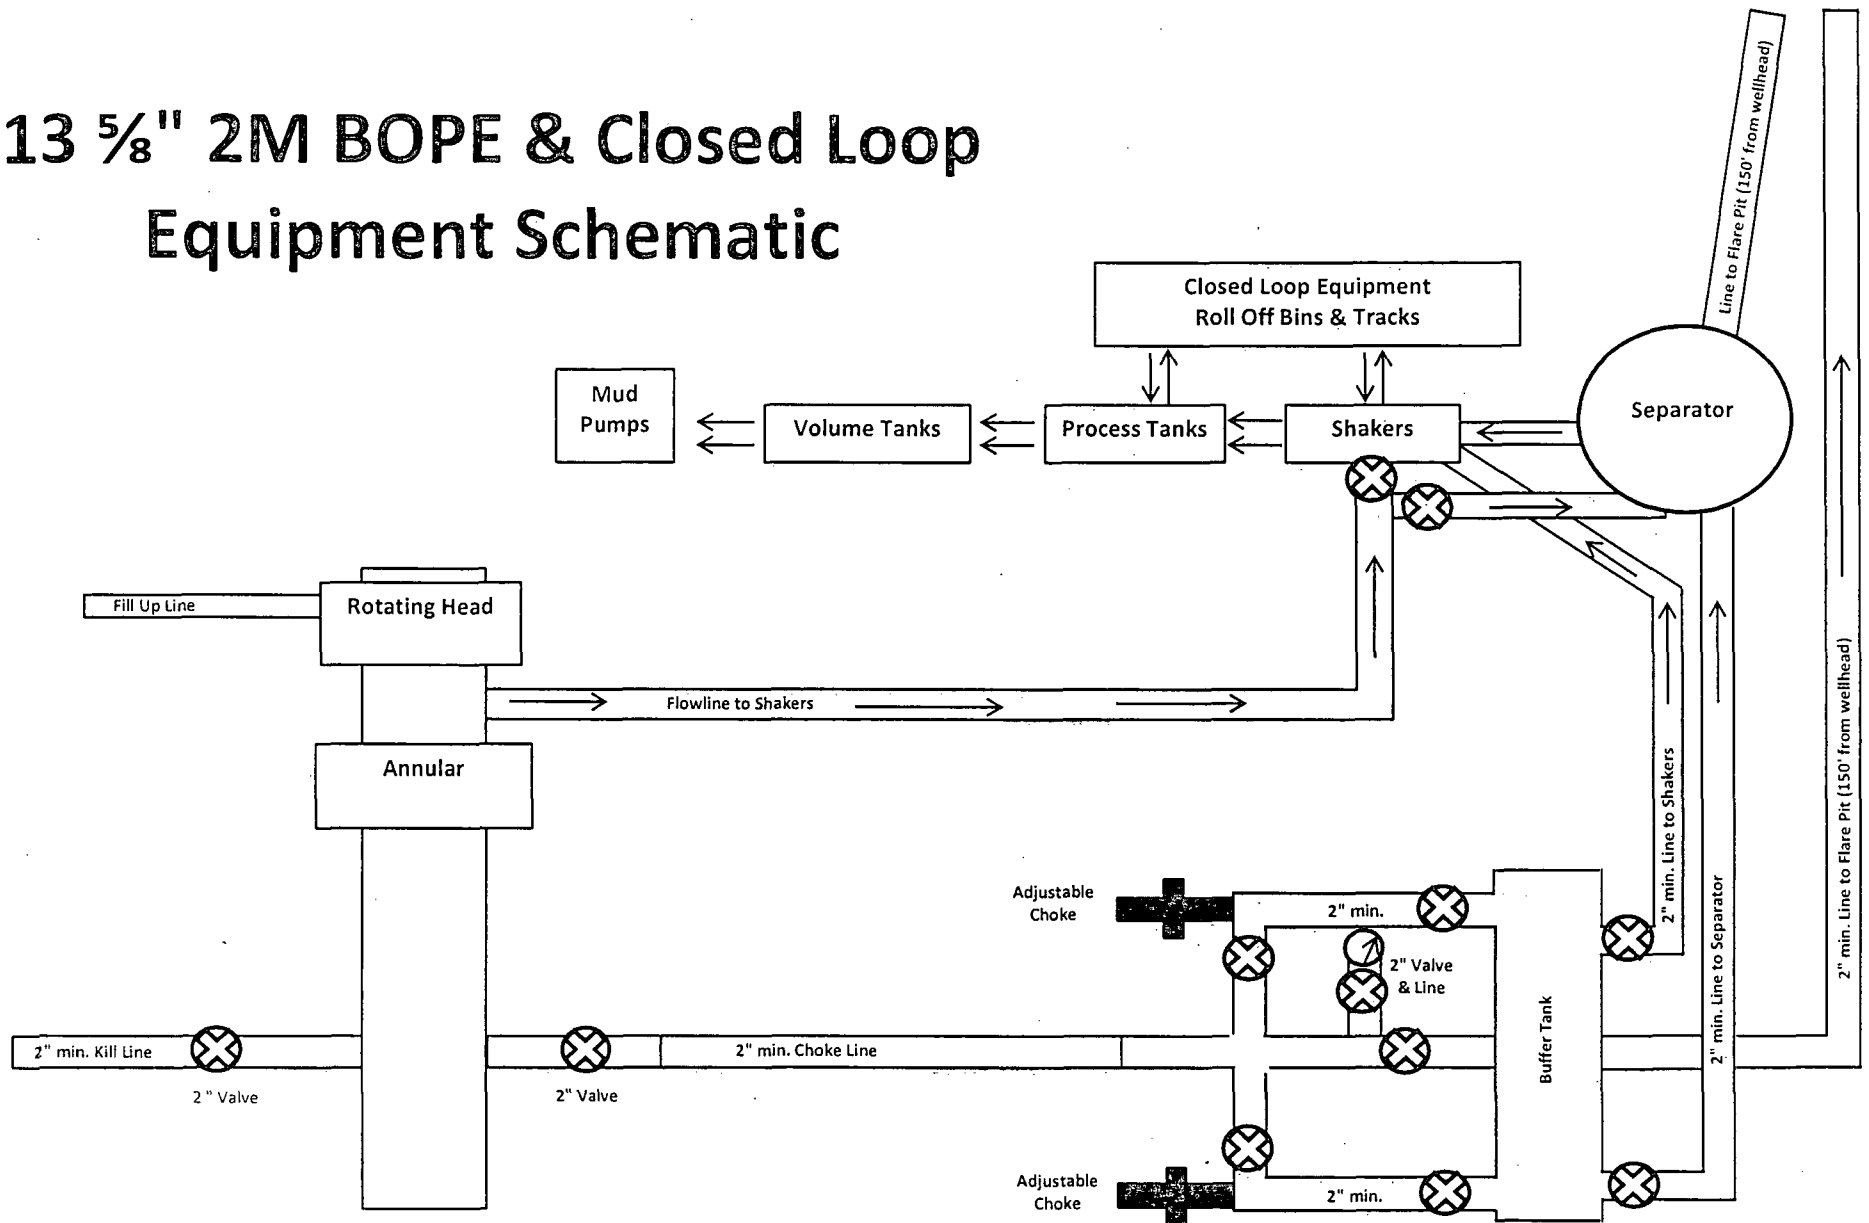 13 ⅝" 2M BOPE & Closed Loop
Equipment Schematic
Line to Flare Pit (150' from wellhead)
Closed Loop Equipment
Roll Off Bins & Tracks
Mud
Pumps
Volume Tanks
Process Tanks
Shakers
Separator
Fill Up Line
Rotating Head
Flowline to Shakers
Annular
2" min. Line to Shakers
2" min. Line to Separator
2" min. Line to Flare Pit (150' from wellhead)
Adjustable
Choke
2" min.
2" Valve
& Line
Buffer Tank
2" min. Kill Line
2" min. Choke Line
2 " Valve
2" Valve
Adjustable
Choke
2" min.